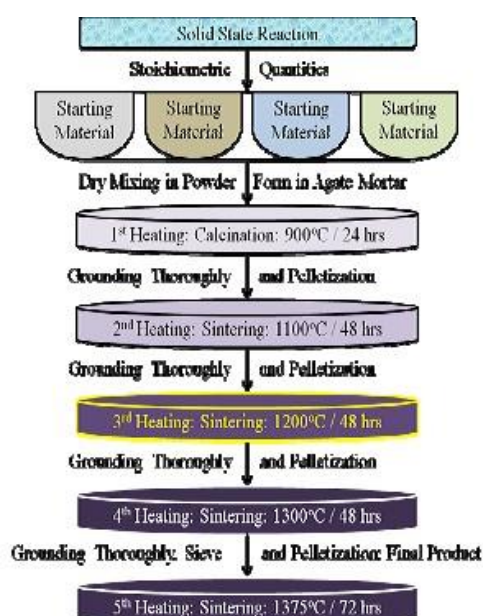 Solid State Reaction
Stoichiometric Quantities
Starting Material Starting Material Starting Material Starting Material
Dry Mixing in Powder Form in Agate Mortar
1st Heating: Calcination: 900°C / 24 hrs
Grounding Thoroughly and Pelletization
2nd Heating: Sintering: 1100°C / 48 hrs
Grounding Thoroughly and Pelletization
3rd Heating: Sintering: 1200°C / 48 hrs
Grounding Thoroughly and Pelletization
4th Heating: Sintering: 1300°C / 48 hrs
Grounding Thoroughly. Sieve and Pelletization: Final Product
5th Heating: Sintering: 1375°C / 72 hrs